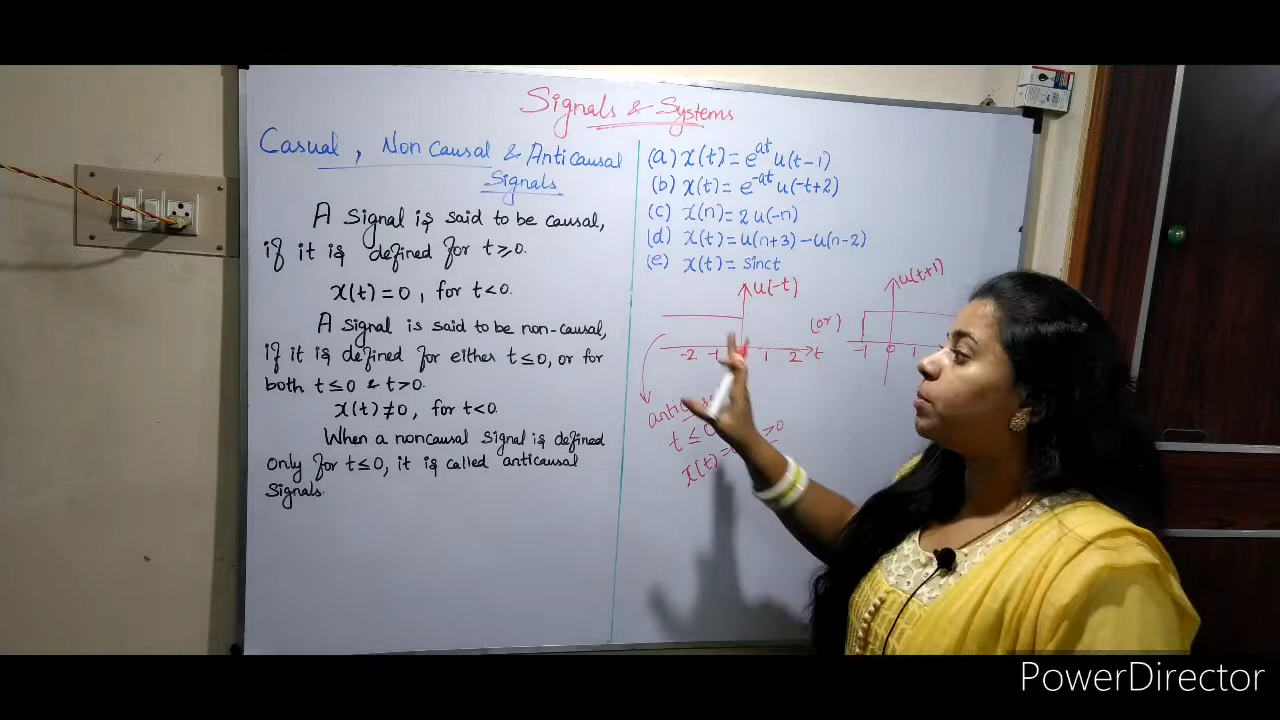 Signals & Systems
Casual, Non Causal & Anticausal
Signals
A signal is said to be causal,
if it is defined for t≥0.
x(t)=0, for t<0.
A signal is said to be non-causal,
if it is defined for either t≤0, or for
both t≤0 & t>0.
x(t)≠0, for t<0.
When a noncausal signal is defined
only for t≤0, it is called anticausal
signals.
(a) x(t)=e^at u(t-1)
(b) x(t)=e^-at u(-t+2)
(c) x(n)=2u(-n)
(d) x(t)=u(n+3)-u(n-2)
(e) x(t)=sinct
u(-t)
-2 -1 1 2 t
(or)
u(t+1)
-1 0 1
t≤0
x(t)= ≥0
PowerDirector